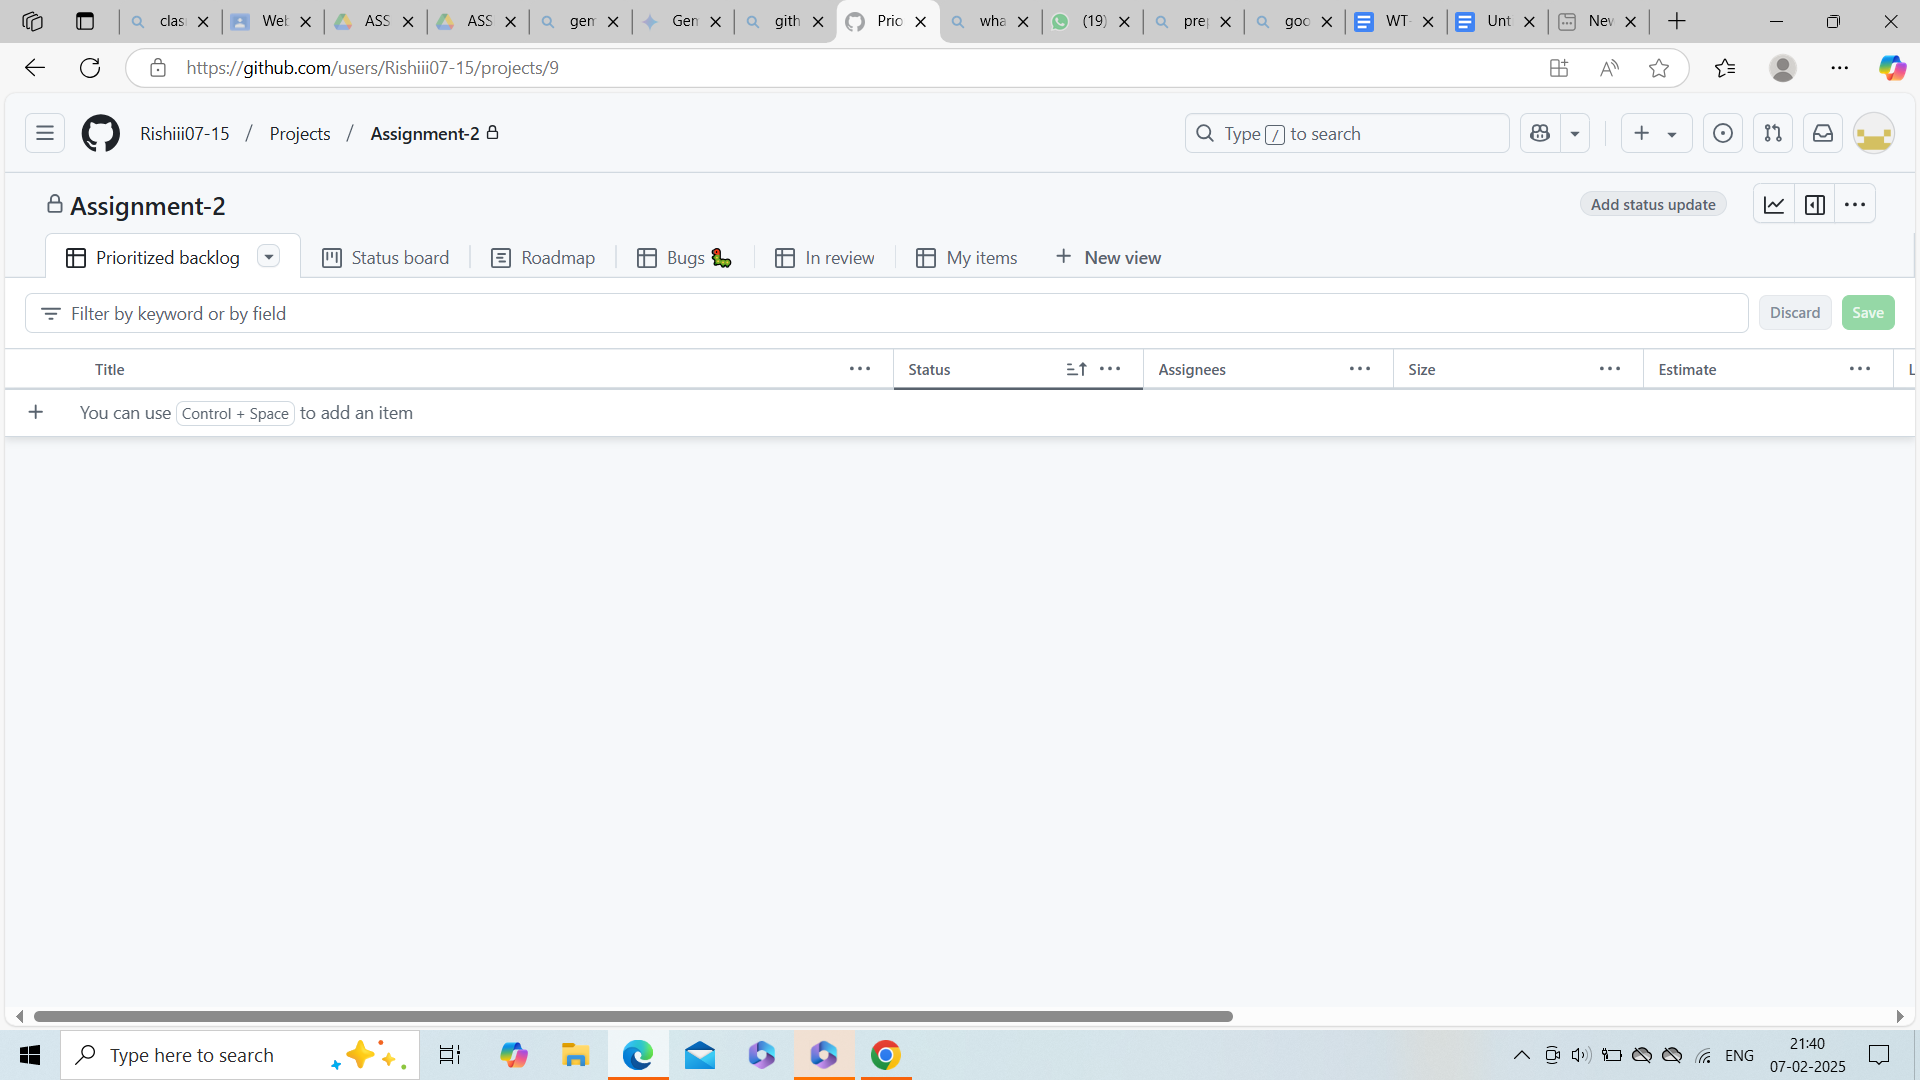 clas
Web
ASS
ASS
gem
Gem
gith
Prio
wha
(19)
pre
goo
WT-
Unt
New
https://github.com/users/Rishiii07-15/projects/9
Rishiii07-15 / Projects / Assignment-2
Type / to search
Assignment-2
Add status update
Prioritized backlog
Status board
Roadmap
Bugs
In review
My items
New view
Filter by keyword or by field
Discard
Save
Title
Status
Assignees
Size
Estimate
You can use Control + Space to add an item
Type here to search
ENG
21:40
07-02-2025